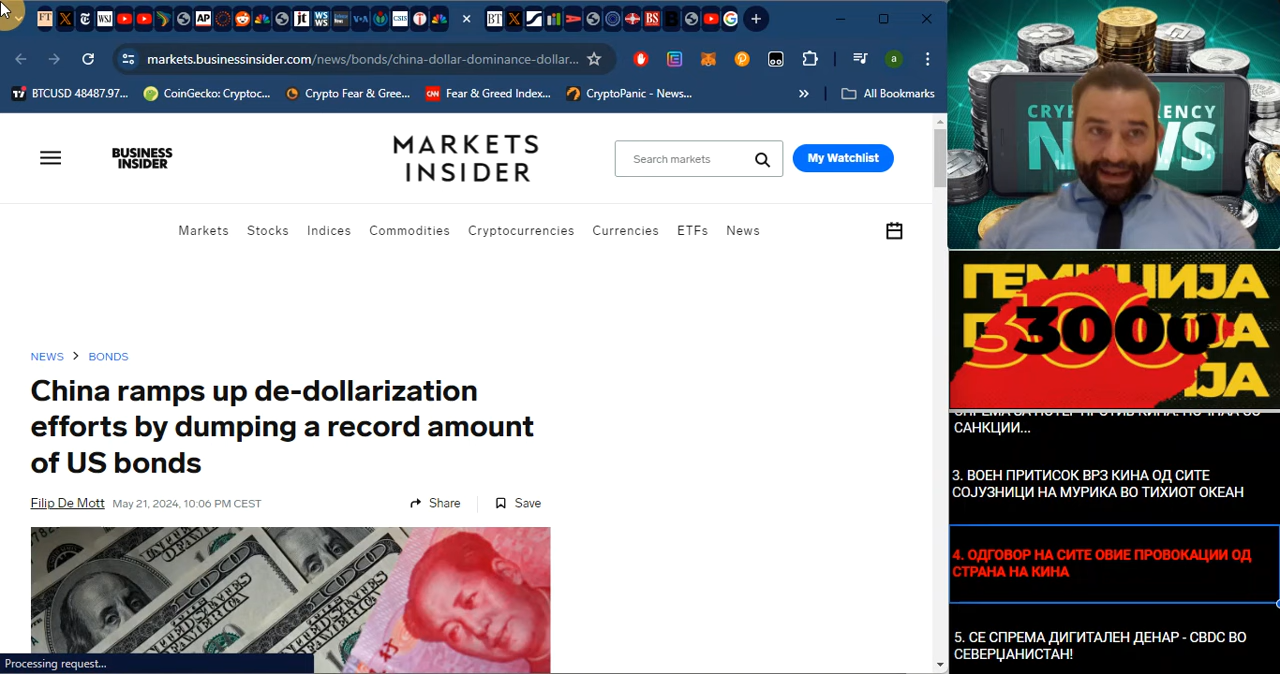 markets.businessinsider.com/news/bonds/china-dollar-dominance-dollar...
BTCUSD 48487.97...
CoinGecko: Cryptoc...
Crypto Fear & Gree...
Fear & Greed Index...
CryptoPanic - News...
All Bookmarks
BUSINESS
INSIDER
MARKETS
INSIDER
Search markets
My Watchlist
Markets Stocks Indices Commodities Cryptocurrencies Currencies ETFs News
NEWS > BONDS
China ramps up de-dollarization
efforts by dumping a record amount
of US bonds
Filip De Mott May 21, 2024, 10:06 PM CEST
Share
Save
Processing request...
NEWS
3000
САНКЦИИ...
3. ВОЕН ПРИТИСОК ВРЗ КИНА ОД СИТЕ
СОЈУЗНИЦИ НА МУРИКА ВО ТИХИОТ ОКЕАН
4. ОДГОВОР НА СИТЕ ОВИЕ ПРОВОКАЦИИ ОД
СТРАНА НА КИНА
5. СЕ СПРЕМА ДИГИТАЛЕН ДЕНАР - CBDC ВО
СЕВЕРЏАНИСТАН!